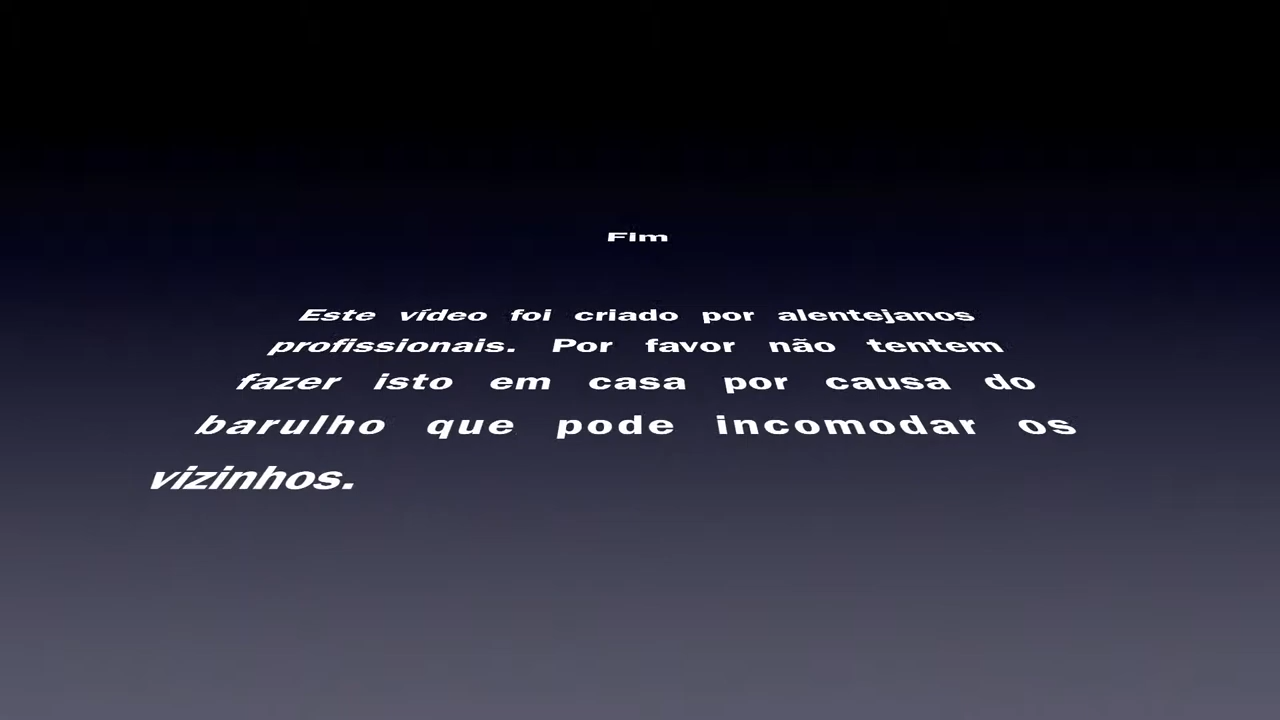 Fim
Este vídeo foi criado por alentejanos
profissionais. Por favor não tentem
fazer isto em casa por causa do
barulho que pode incomodar os
vizinhos.